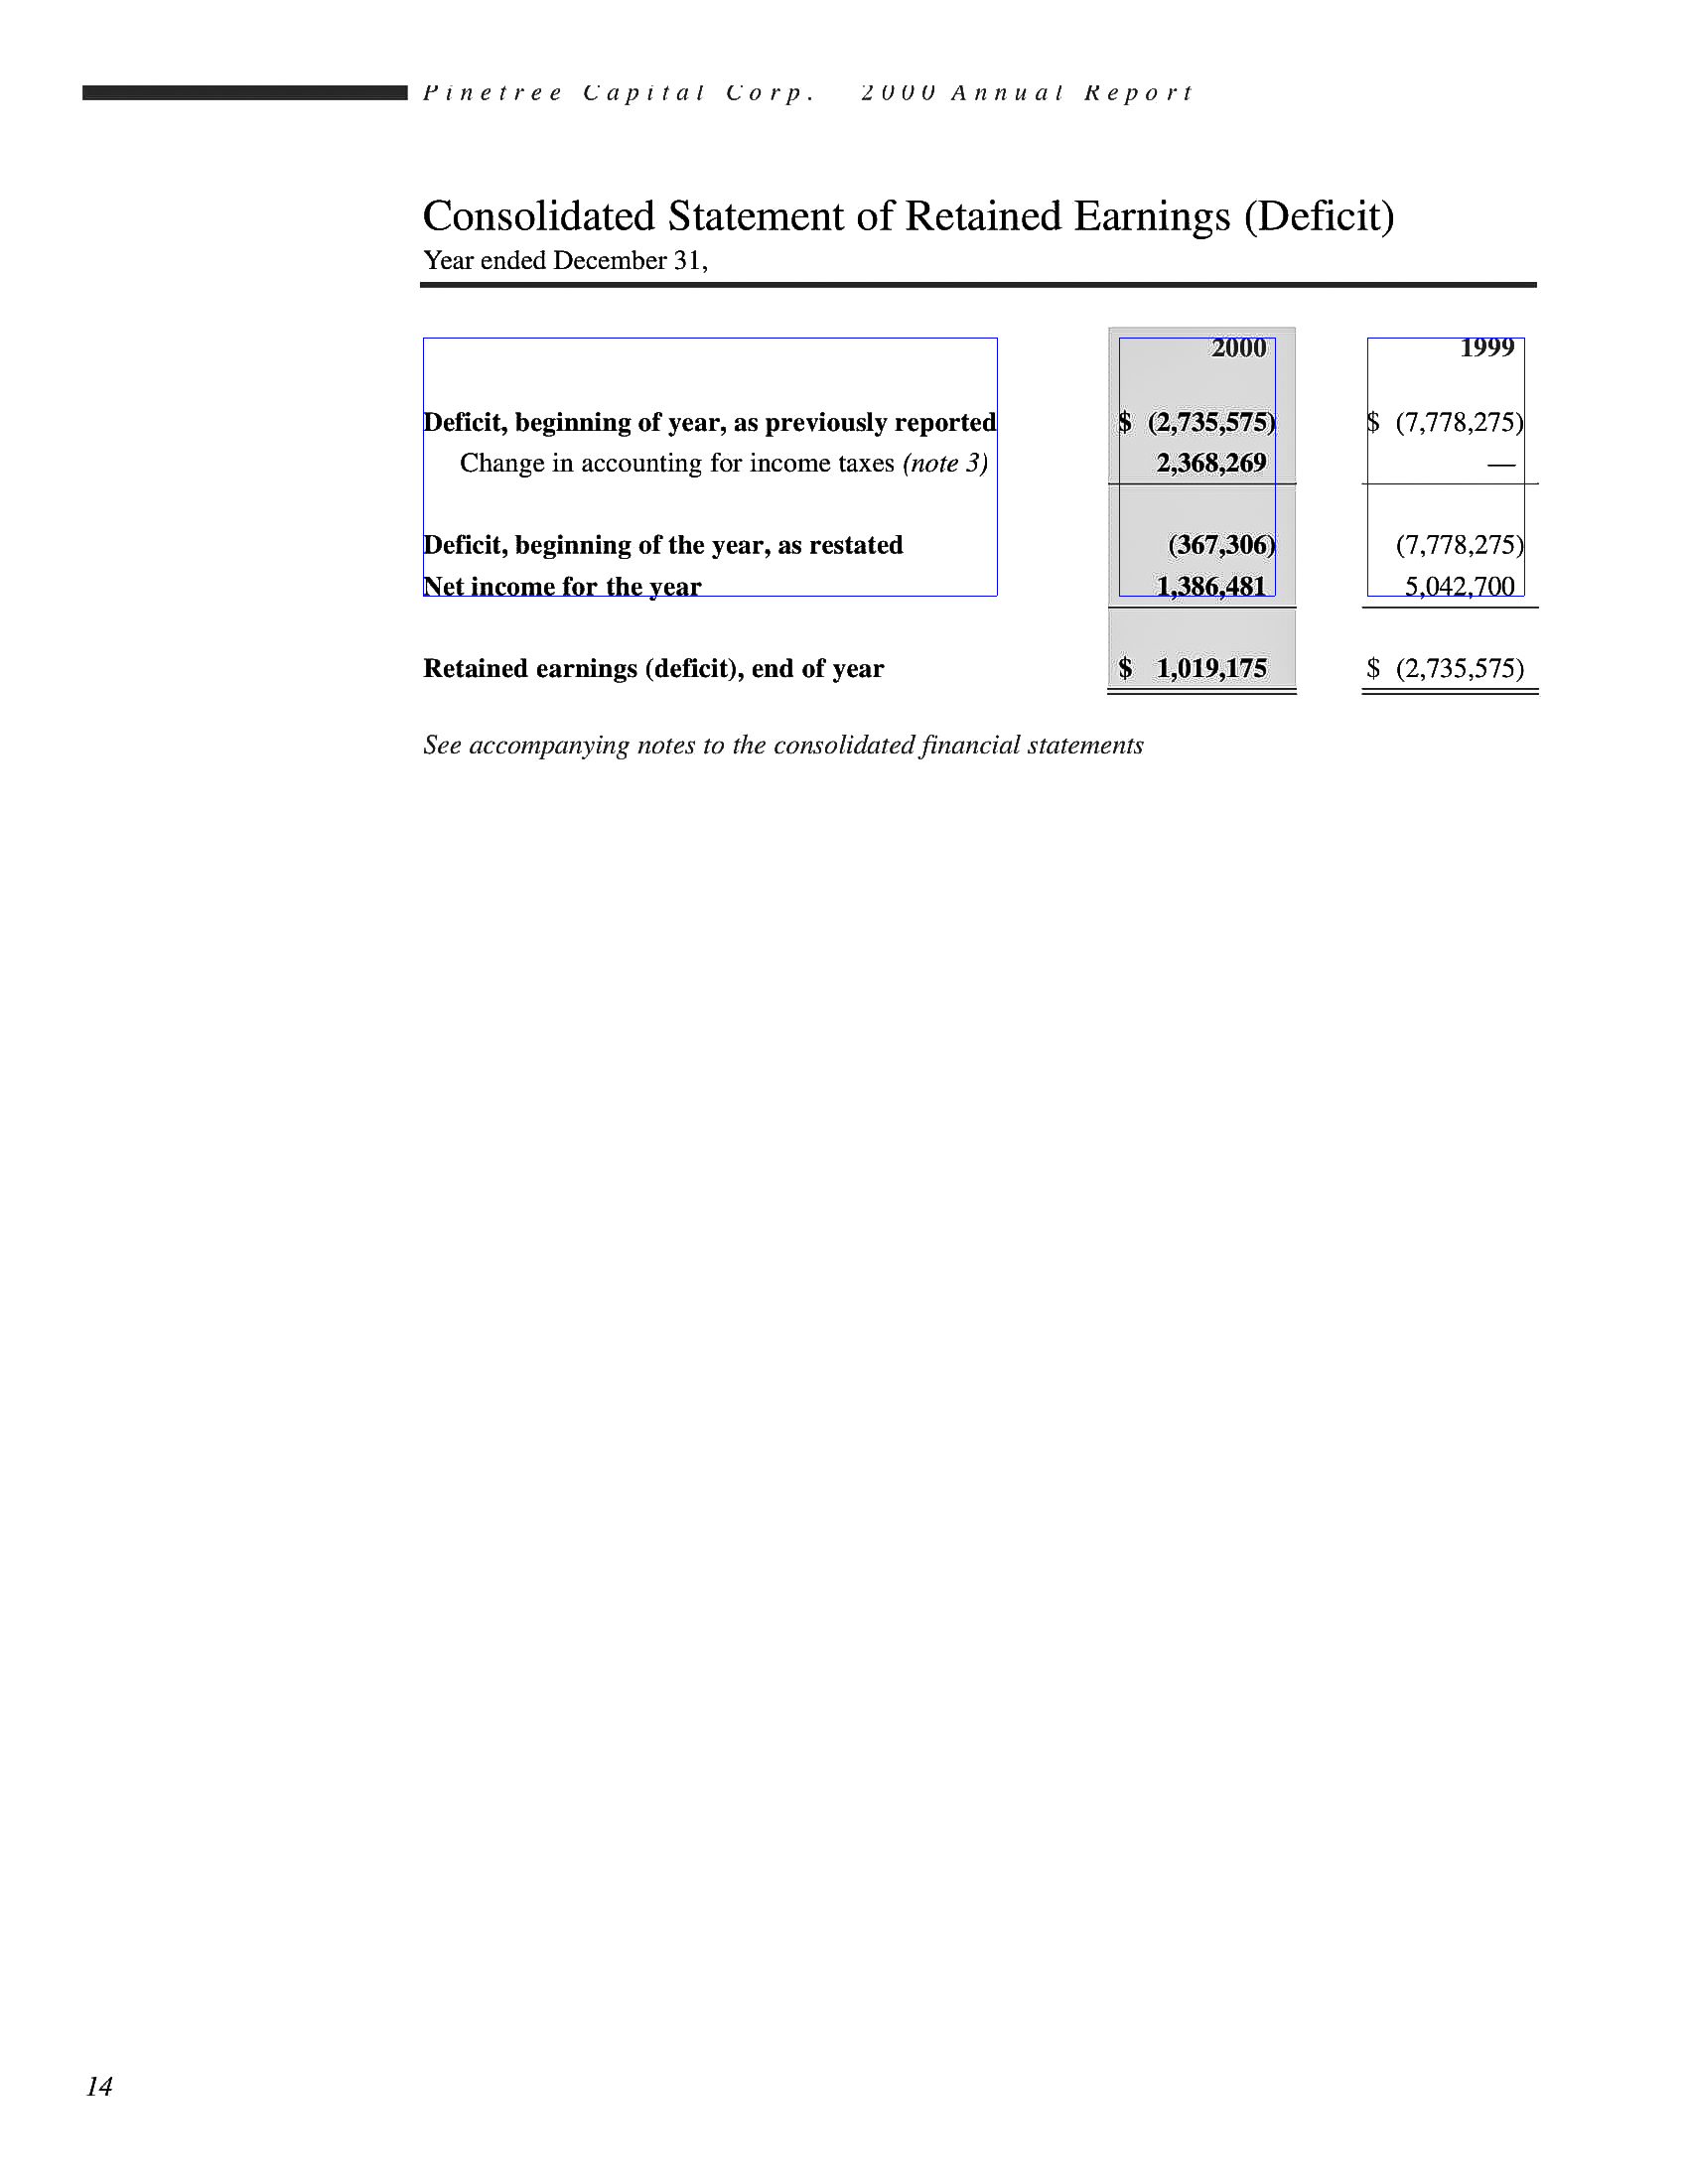 Pinetree Capital Corp. 2000 Annual Report
Consolidated Statement of Retained Earnings (Deficit)
Year ended December 31,
2000 1999
Deficit, beginning of year, as previously reported $ (2,735,575) $ (7,778,275)
Change in accounting for income taxes (note 3) 2,368,269 —
Deficit, beginning of the year, as restated (367,306) (7,778,275)
Net income for the year 1,386,481 5,042,700
Retained earnings (deficit), end of year $ 1,019,175 $ (2,735,575)
See accompanying notes to the consolidated financial statements
14